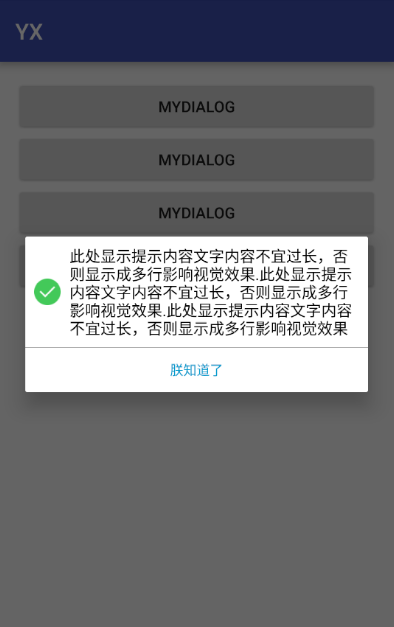 YX
MYDIALOG
MYDIALOG
MYDIALOG
此处显示提示内容文字内容不宜过长，否
则显示成多行影响视觉效果.此处显示提示
内容文字内容不宜过长，否则显示成多行
影响视觉效果.此处显示提示内容文字内容
不宜过长，否则显示成多行影响视觉效果
朕知道了